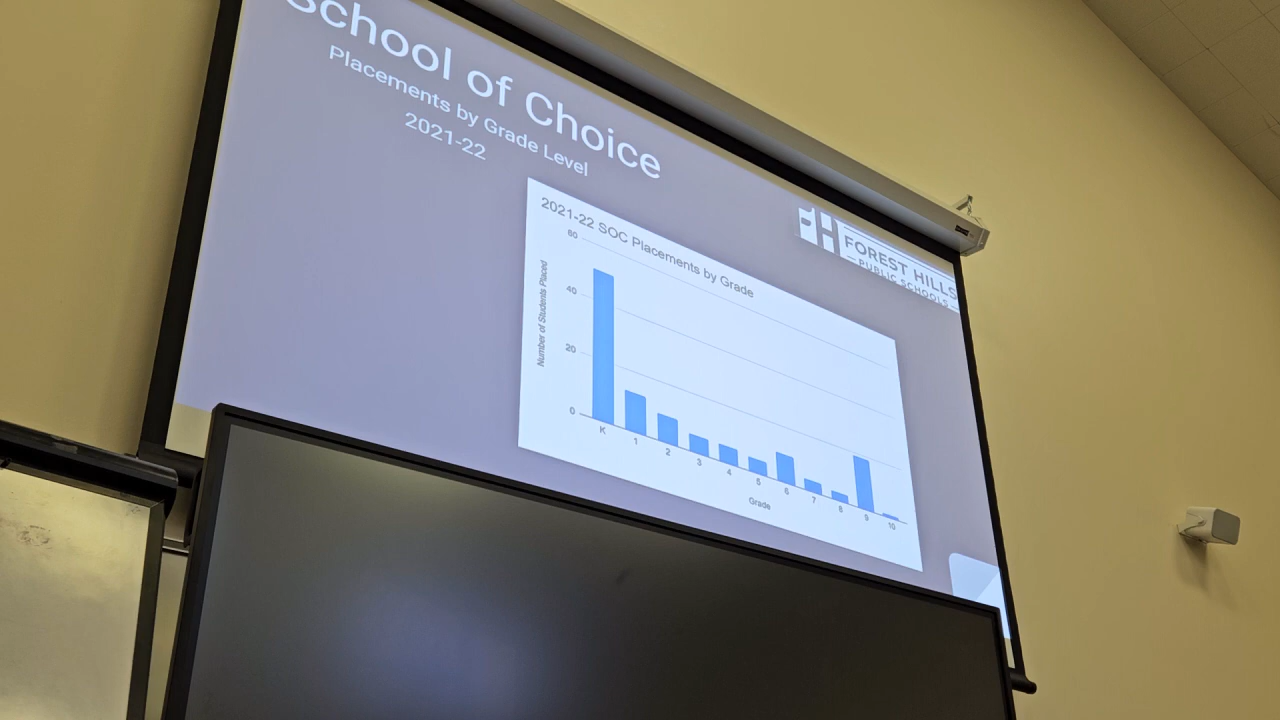 School of Choice
Placements by Grade Level
2021-22
FH
FOREST HILLS
PUBLIC SCHOOLS
2021-22 SOC Placements by Grade
Number of Students Placed
60
40
20
0
K 1 2 3 4 5 6 7 8 9 10
Grade